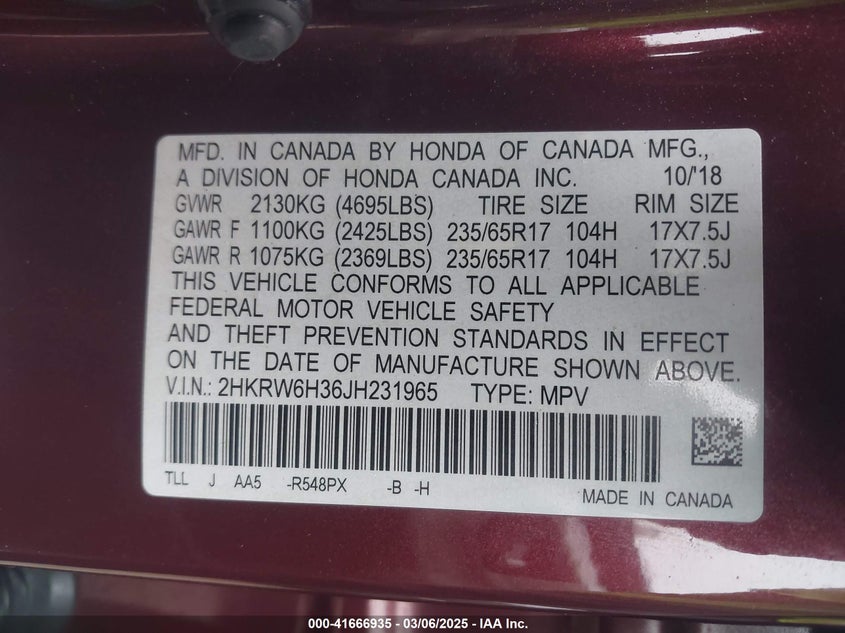 MFD. IN CANADA BY HONDA OF CANADA MFG.,
A DIVISION OF HONDA CANADA INC. 10/'18
GVWR 2130KG (4695LBS) TIRE SIZE RIM SIZE
GAWR F 1100KG (2425LBS) 235/65R17 104H 17X7.5J
GAWR R 1075KG (2369LBS) 235/65R17 104H 17X7.5J
THIS VEHICLE CONFORMS TO ALL APPLICABLE
FEDERAL MOTOR VEHICLE SAFETY
AND THEFT PREVENTION STANDARDS IN EFFECT
ON THE DATE OF MANUFACTURE SHOWN ABOVE.
V.I.N.: 2HKRW6H36JH231965 TYPE: MPV
TLL J AA5 -R548PX -B -H
MADE IN CANADA
000-41666935 - 03/06/2025 - IAA Inc.